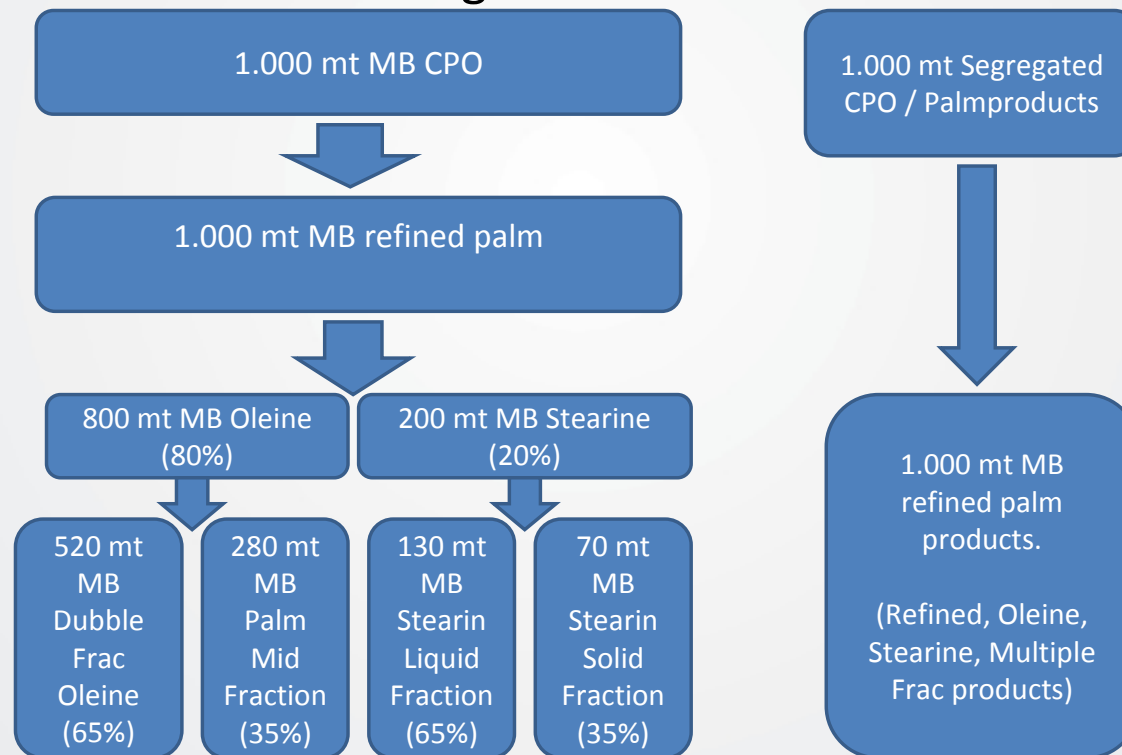 1.000 mt MB CPO
1.000 mt MB refined palm
800 mt MB Oleine
(80%)
200 mt MB Stearine
(20%)
520 mt
MB
Dubble
Frac
Oleine
(65%)
280 mt
MB
Palm
Mid
Fraction
(35%)
130 mt
MB
Stearin
Liquid
Fraction
(65%)
70 mt
MB
Stearin
Solid
Fraction
(35%)
1.000 mt Segregated
CPO / Palmproducts
1.000 mt MB
refined palm
products.
(Refined, Oleine,
Stearine, Multiple
Frac products)